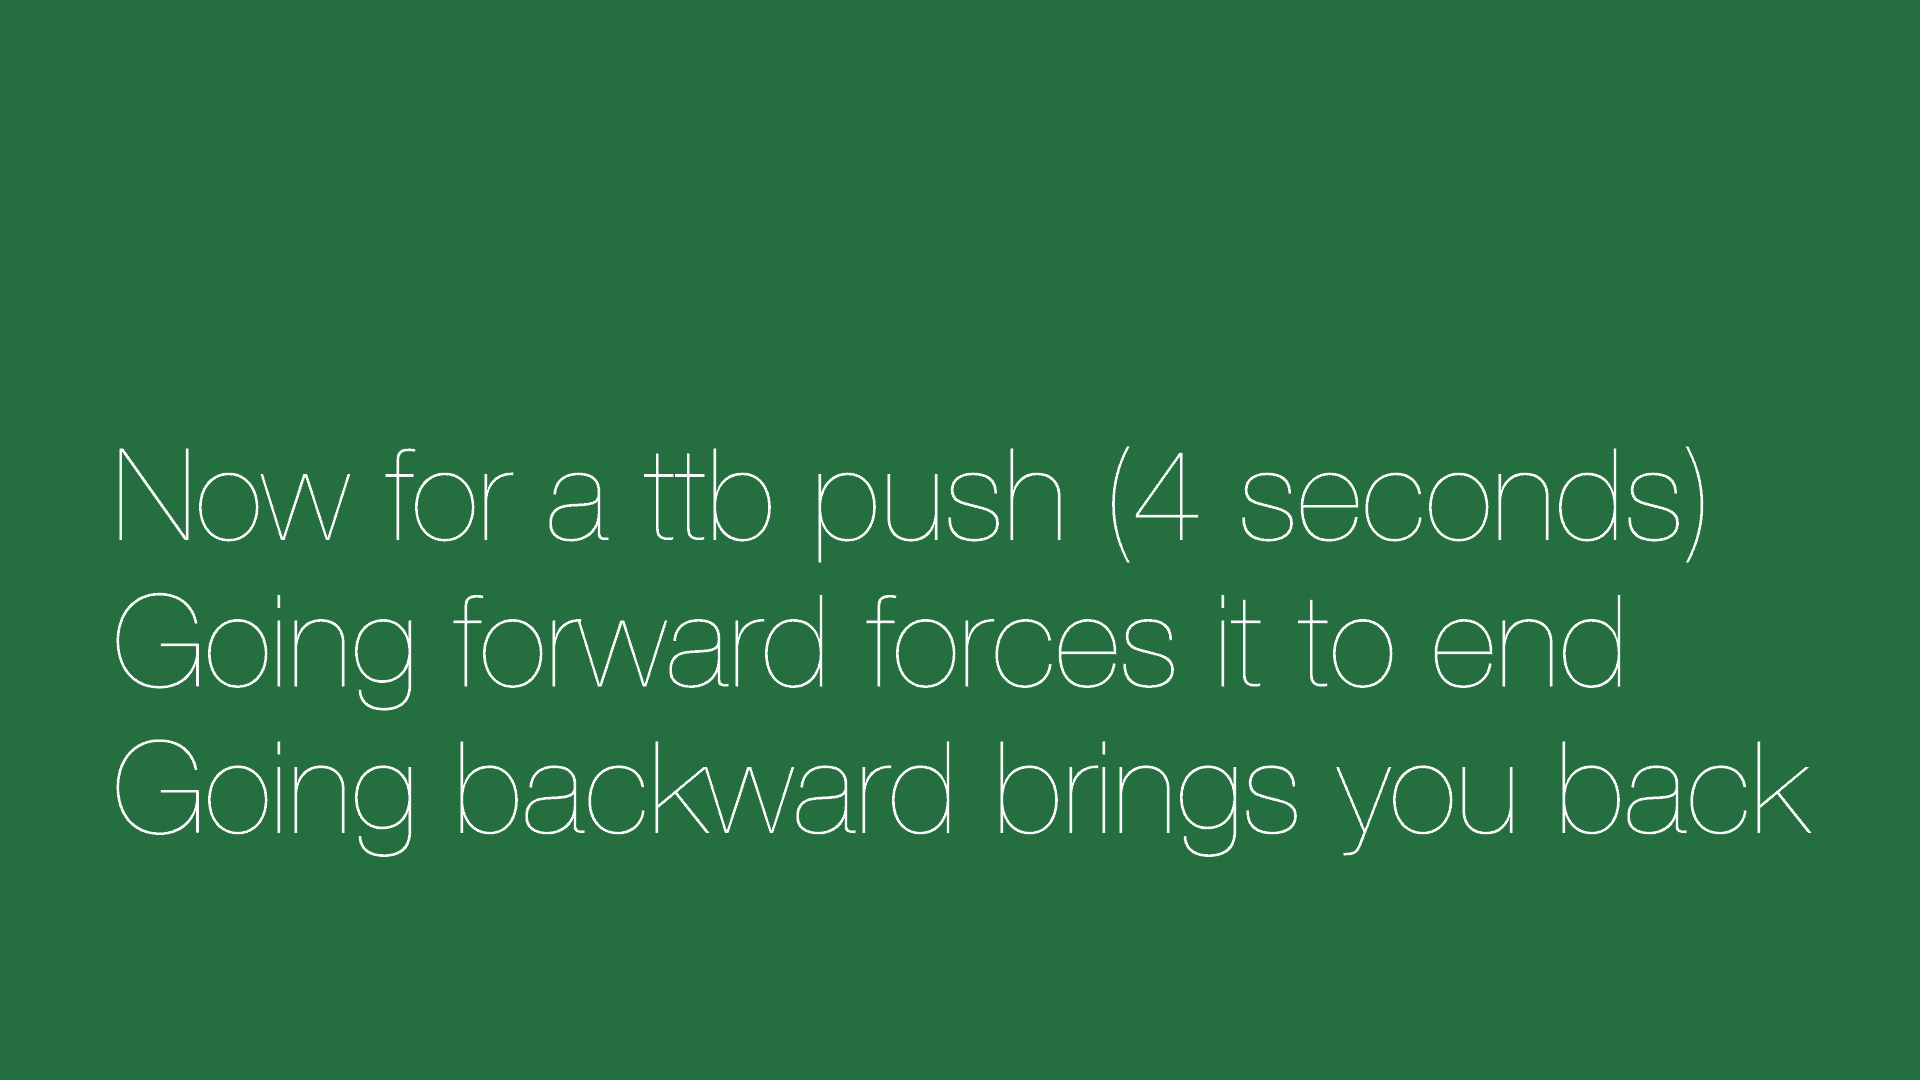 Now for a ttb push (4 seconds)
Going forward forces it to end
Going backward brings you back